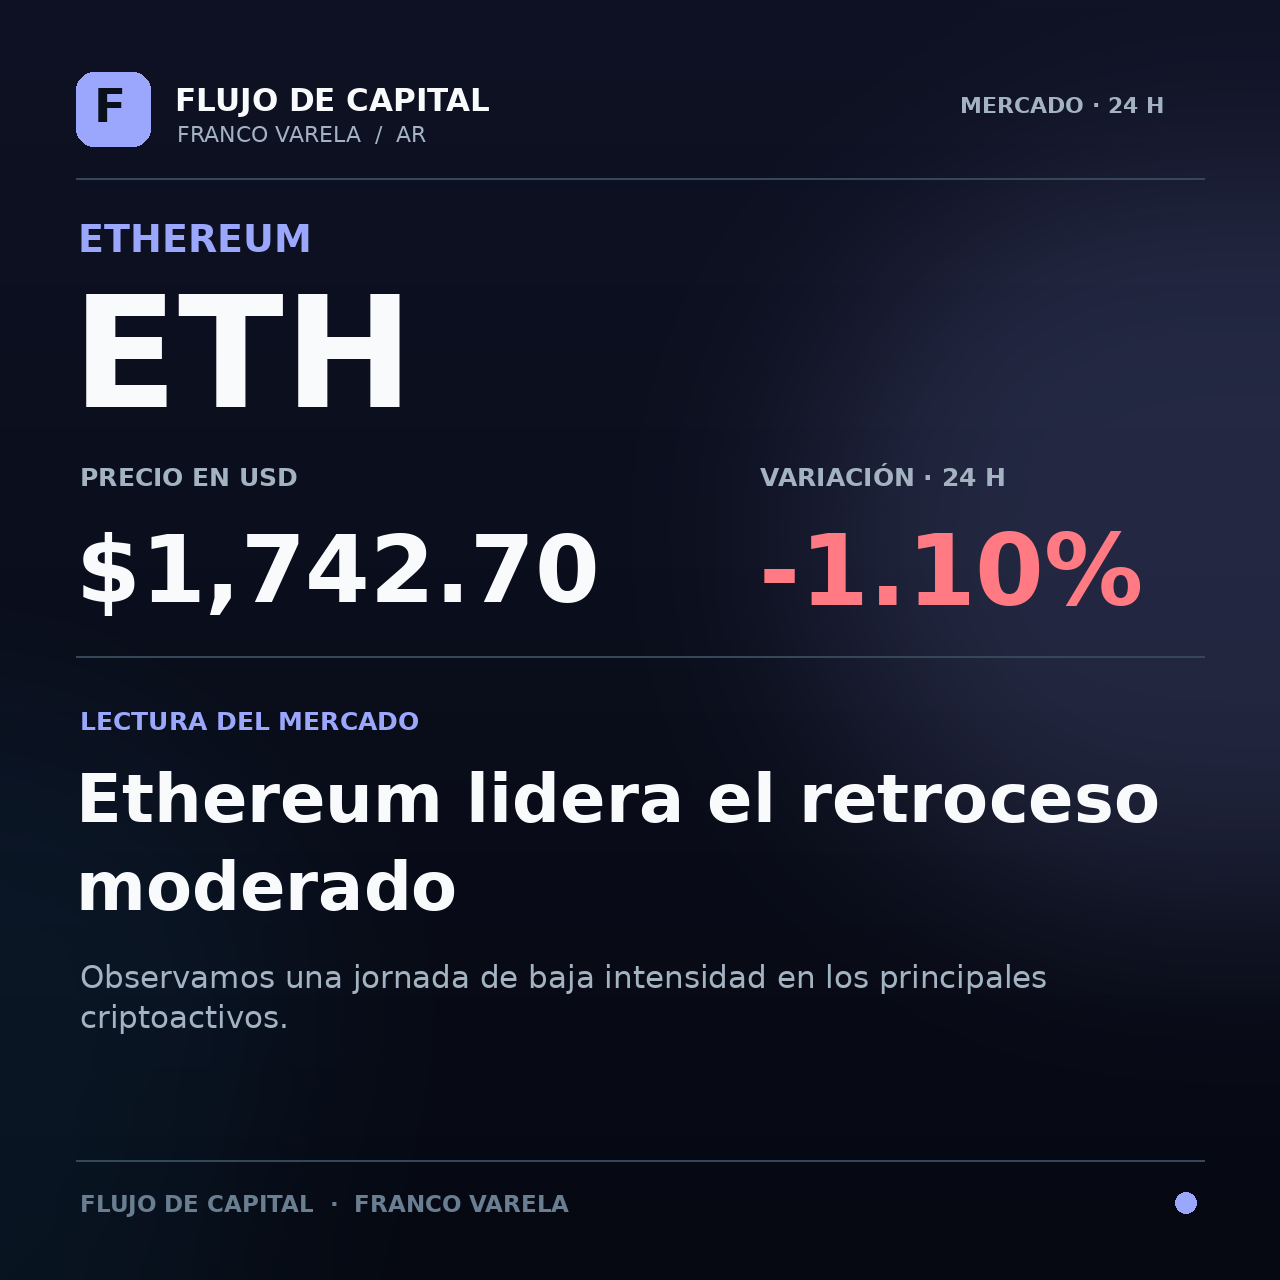 F
FLUJO DE CAPITAL
FRANCO VARELA / AR
MERCADO · 24 H
ETHEREUM
ETH
PRECIO EN USD
$1,742.70
VARIACIÓN · 24 H
-1.10%
LECTURA DEL MERCADO
Ethereum lidera el retroceso
moderado
Observamos una jornada de baja intensidad en los principales
criptoactivos.
FLUJO DE CAPITAL · FRANCO VARELA